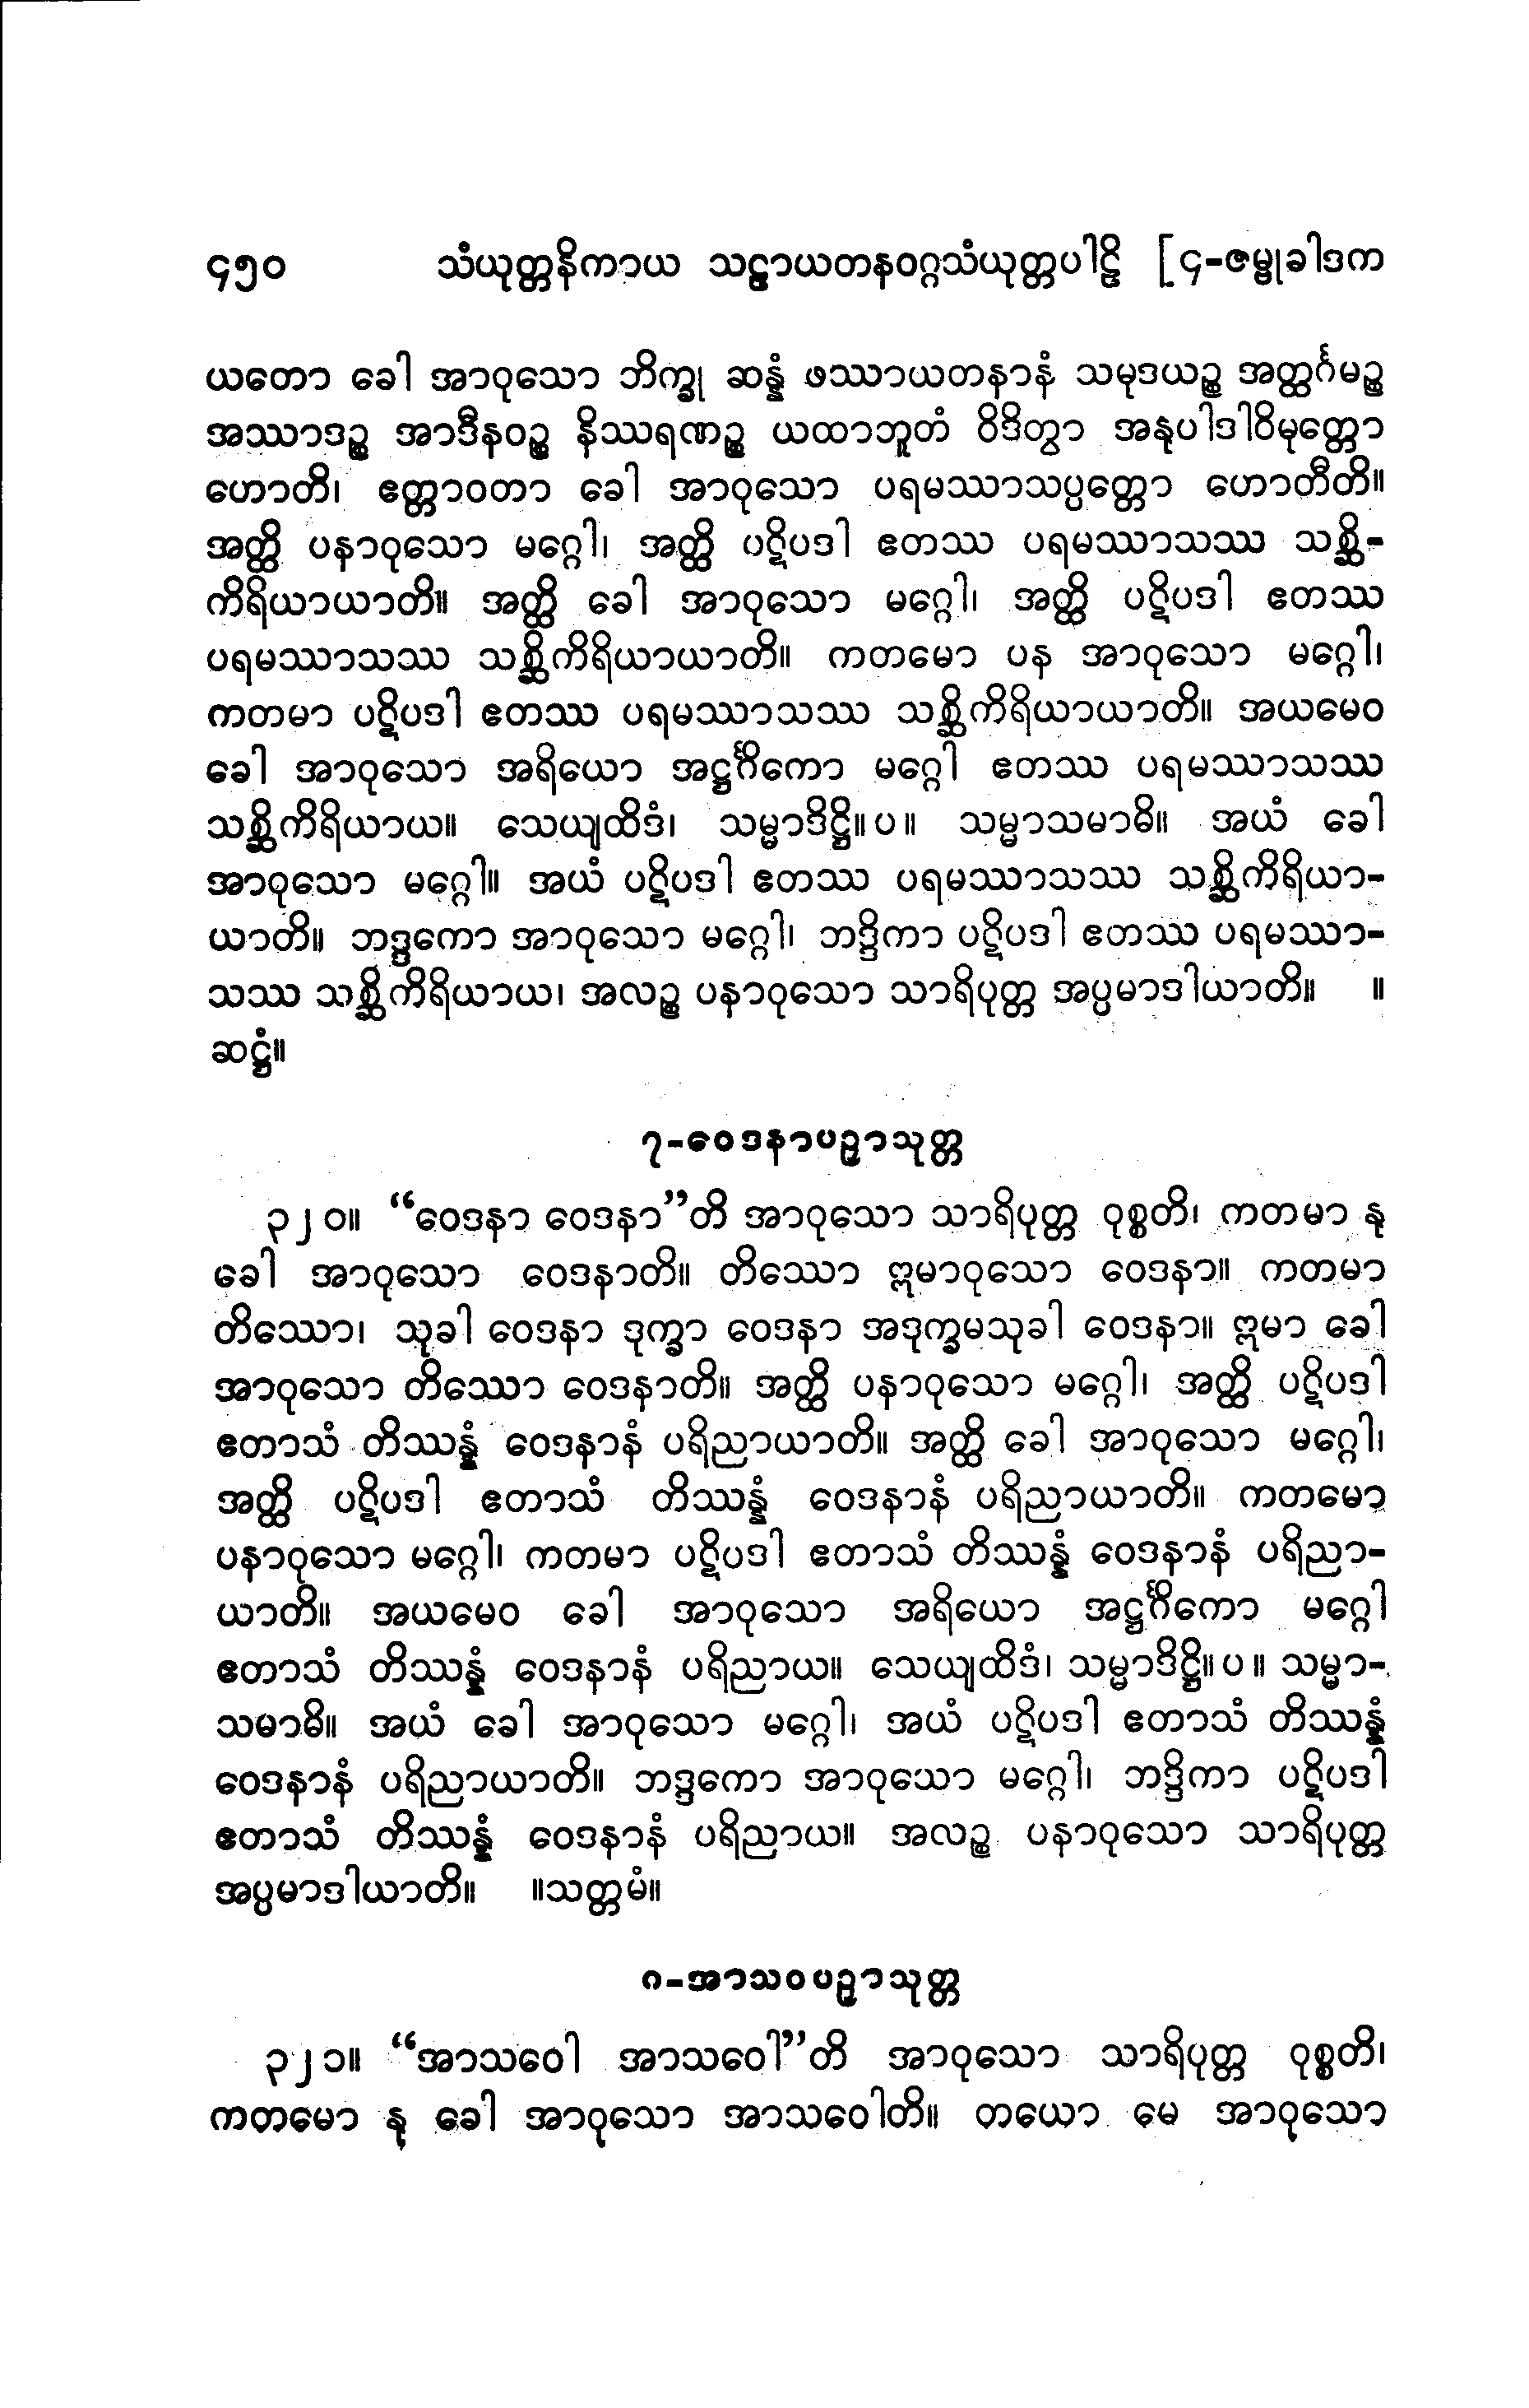 ၄၅၀ သံယုတ္တနိကာယ သဠာယတနဝဂ္ဂသံယုတ္တပါဠိ [၄-ဇမ္ဗုခါဒက
ယတော ခေါ အာဝုသော ဘိက္ခု ဆန္နံ ဖဿာယတနာနံ သမုဒယဉ္စ အတ္ထင်္ဂမဉ္စ
အဿာဒဉ္စ အာဒီနဝဉ္စ နိဿရဏဉ္စ ယထာဘူတံ ဝိဒိတွာ အနုပါဒါဝိမုတ္တော
ဟောတိ၊ ဧတ္တာဝတာ ခေါ အာဝုသော ပရမဿာသပ္ပတ္တော ဟောတီတိ။
အတ္ထိ ပနာဝုသော မဂ္ဂေါ၊ အတ္ထိ ပဋိပဒါ ဧတဿ ပရမဿာသဿ သစ္ဆိ-
ကိရိယာယာတိ။ အတ္ထိ ခေါ အာဝုသော မဂ္ဂေါ၊ အတ္ထိ ပဋိပဒါ ဧတဿ
ပရမဿာသဿ သစ္ဆိကိရိယာယာတိ။ ကတမော ပန အာဝုသော မဂ္ဂေါ၊
ကတမာ ပဋိပဒါ ဧတဿ ပရမဿာသဿ သစ္ဆိကိရိယာယာတိ။ အယမေဝ
ခေါ အာဝုသော အရိယော အဋ္ဌင်္ဂိကော မဂ္ဂေါ ဧတဿ ပရမဿာသဿ
သစ္ဆိကိရိယာယ။ သေယျထိဒံ၊ သမ္မာဒိဋ္ဌိ။ပ။ သမ္မာသမာဓိ။ အယံ ခေါ
အာဝုသော မဂ္ဂေါ။ အယံ ပဋိပဒါ ဧတဿ ပရမဿာသဿ သစ္ဆိကိရိယာ-
ယာတိ။ ဘဒ္ဒကော အာဝုသော မဂ္ဂေါ၊ ဘဒ္ဒိကာ ပဋိပဒါ ဧတဿ ပရမဿာ-
သဿ သစ္ဆိကိရိယာယ၊ အလဉ္စ ပနာဝုသော သာရိပုတ္တ အပ္ပမာဒါယာတိ။ ။
ဆဋ္ဌံ။
၇-ဝေဒနာပဉှာသုတ္တ
၃၂၀။ “ဝေဒနာ ဝေဒနာ”တိ အာဝုသော သာရိပုတ္တ ဝုစ္စတိ၊ ကတမာ နု
ခေါ အာဝုသော ဝေဒနာတိ။ တိဿော ဣမာဝုသော ဝေဒနာ။ ကတမာ
တိဿော၊ သုခါ ဝေဒနာ ဒုက္ခာ ဝေဒနာ အဒုက္ခမသုခါ ဝေဒနာ။ ဣမာ ခေါ
အာဝုသော တိဿော ဝေဒနာတိ။ အတ္ထိ ပနာဝုသော မဂ္ဂေါ၊ အတ္ထိ ပဋိပဒါ
ဧတာသံ တိဿန္နံ ဝေဒနာနံ ပရိညာယာတိ။ အတ္ထိ ခေါ အာဝုသော မဂ္ဂေါ၊
အတ္ထိ ပဋိပဒါ ဧတာသံ တိဿန္နံ ဝေဒနာနံ ပရိညာယာတိ။ ကတမော
ပနာဝုသော မဂ္ဂေါ၊ ကတမာ ပဋိပဒါ ဧတာသံ တိဿန္နံ ဝေဒနာနံ ပရိညာ-
ယာတိ။ အယမေဝ ခေါ အာဝုသော အရိယော အဋ္ဌင်္ဂိကော မဂ္ဂေါ
ဧတာသံ တိဿန္နံ ဝေဒနာနံ ပရိညာယ။ သေယျထိဒံ၊ သမ္မာဒိဋ္ဌိ။ပ။ သမ္မာ-
သမာဓိ။ အယံ ခေါ အာဝုသော မဂ္ဂေါ၊ အယံ ပဋိပဒါ ဧတာသံ တိဿန္နံ
ဝေဒနာနံ ပရိညာယာတိ။ ဘဒ္ဒကော အာဝုသော မဂ္ဂေါ၊ ဘဒ္ဒိကာ ပဋိပဒါ
ဧတာသံ တိဿန္နံ ဝေဒနာနံ ပရိညာယ။ အလဉ္စ ပနာဝုသော သာရိပုတ္တ
အပ္ပမာဒါယာတိ။ ။သတ္တမံ။
၈-အာသဝပဉှာသုတ္တ
၃၂၁။ “အာသဝေါ အာသဝေါ”တိ အာဝုသော သာရိပုတ္တ ဝုစ္စတိ၊
ကတမော နု ခေါ အာဝုသော အာသဝေါတိ။ တယော မေ အာဝုသော